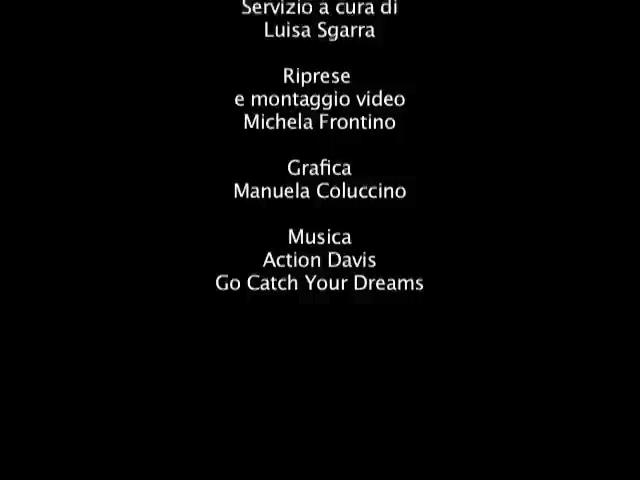 Servizio a cura di
Luisa Sgarra
Riprese
e montaggio video
Michela Frontino
Grafica
Manuela Coluccino
Musica
Action Davis
Go Catch Your Dreams